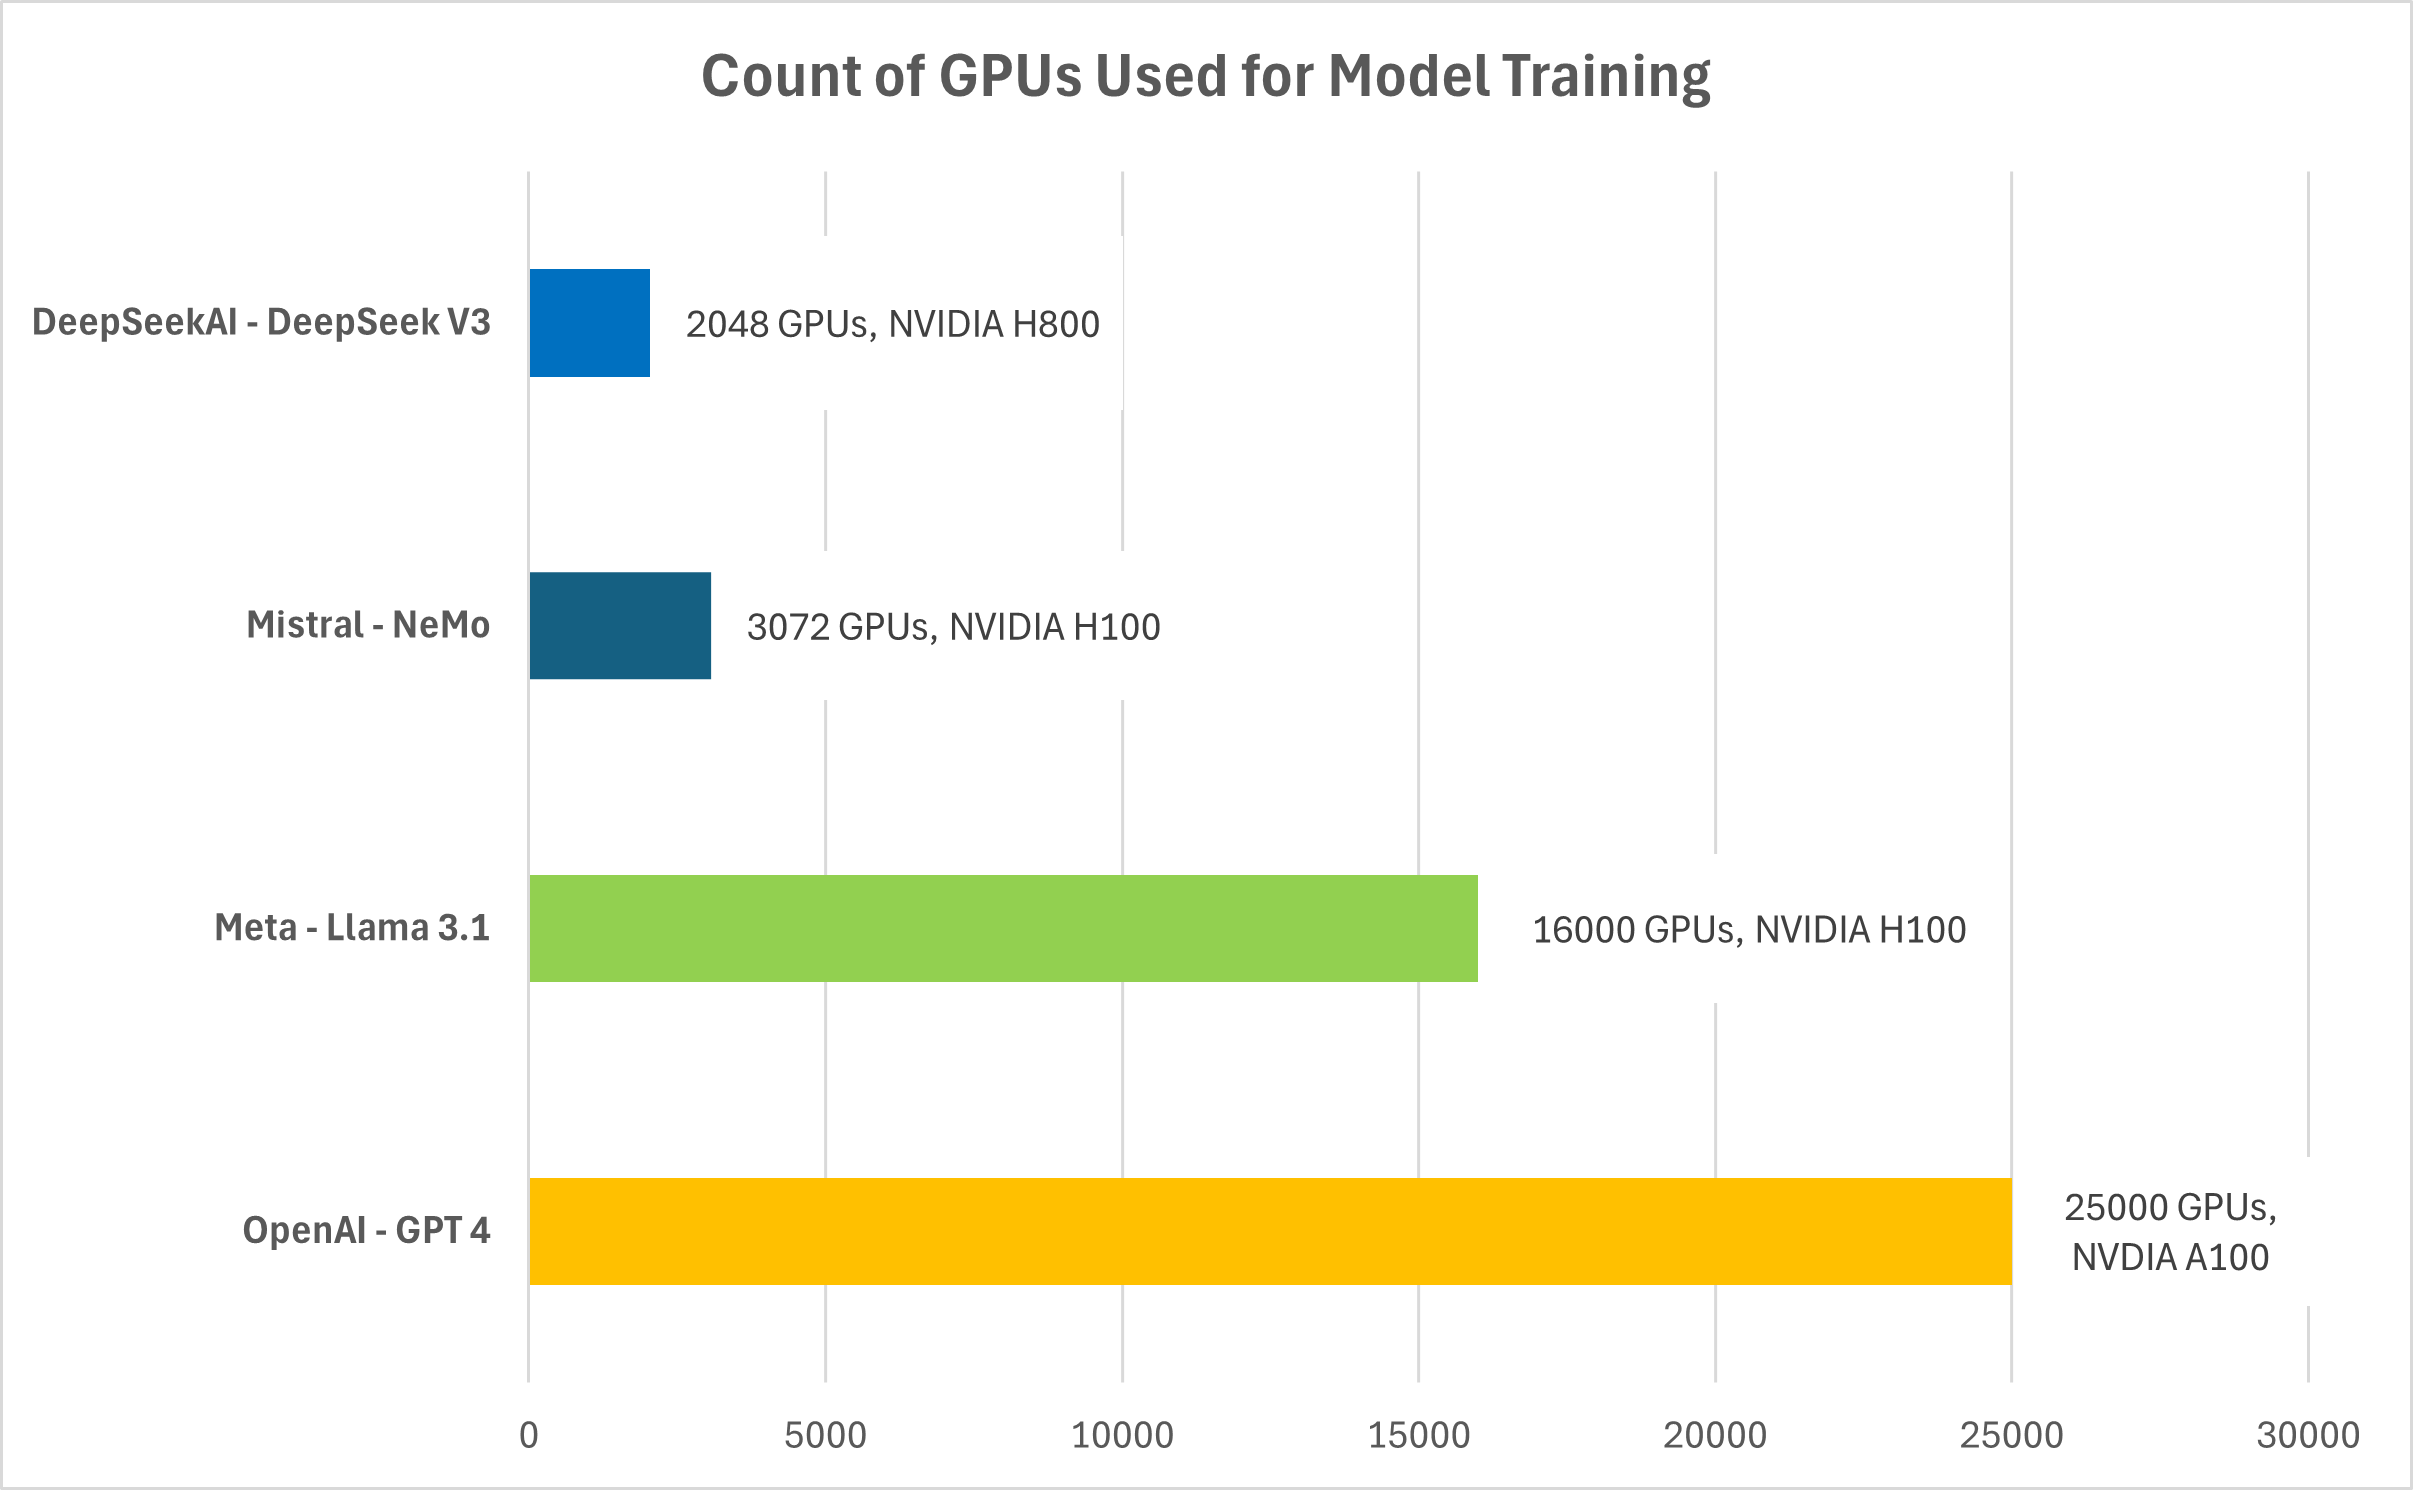 Count of GPUs Used for Model Training
DeepSeekAI - DeepSeek V3
2048 GPUs, NVIDIA H800
Mistral - NeMo
3072 GPUs, NVIDIA H100
Meta - Llama 3.1
16000 GPUs, NVIDIA H100
OpenAI - GPT 4
25000 GPUs,
NVDIA A100
0 5000 10000 15000 20000 25000 30000